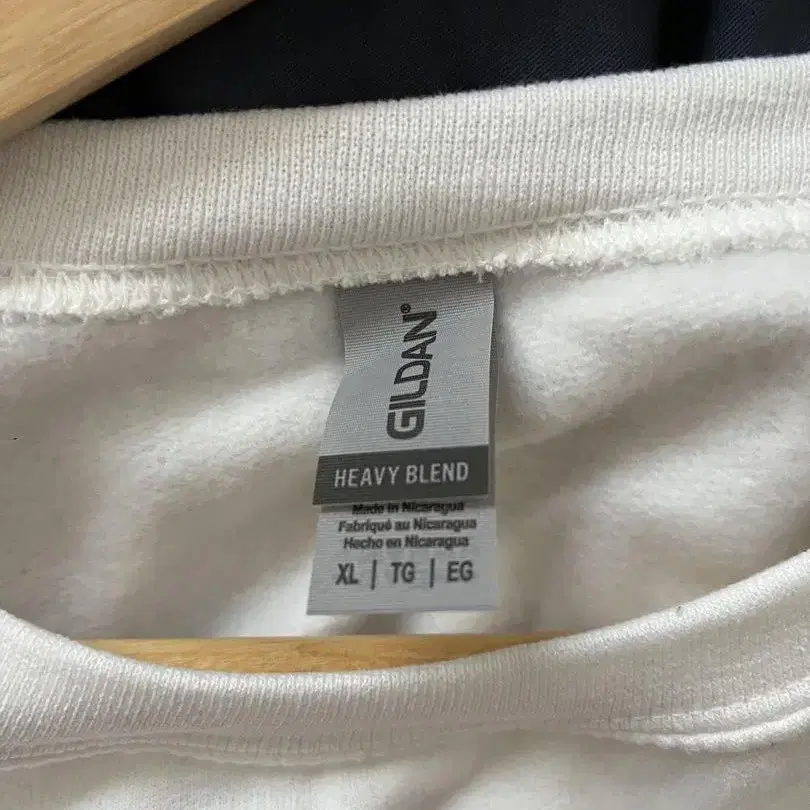 GILDAN®
HEAVY BLEND
Made in Nicaragua
Fabriqué au Nicaragua
Hecho en Nicaragua
XL | TG | EG